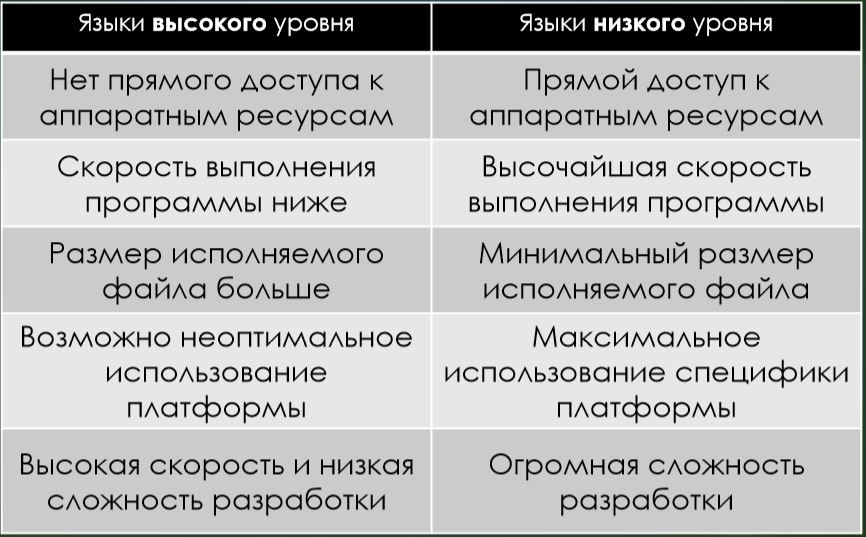 Языки высокого уровня
Языки низкого уровня
Нет прямого доступа к
аппаратным ресурсам
Прямой доступ к
аппаратным ресурсам
Скорость выполнения
программы ниже
Высочайшая скорость
выполнения программы
Размер исполняемого
файла больше
Минимальный размер
исполняемого файла
Возможно неоптимальное
использование
платформы
Максимальное
использование специфики
платформы
Высокая скорость и низкая
сложность разработки
Огромная сложность
разработки